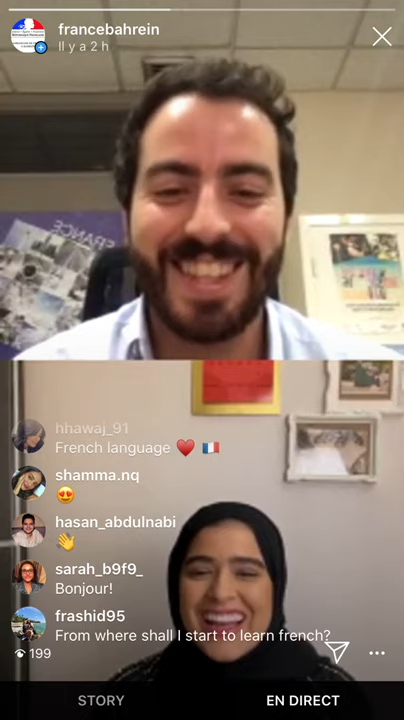 francebahrein
Il y a 2 h
FRANCE
hhawaj_91
French language ❤️ 🇫🇷
shamma.nq
😍
hasan_abdulnabi
👋
sarah_b9f9_
Bonjour!
frashid95
From where shall I start to learn french?
199
STORY
EN DIRECT